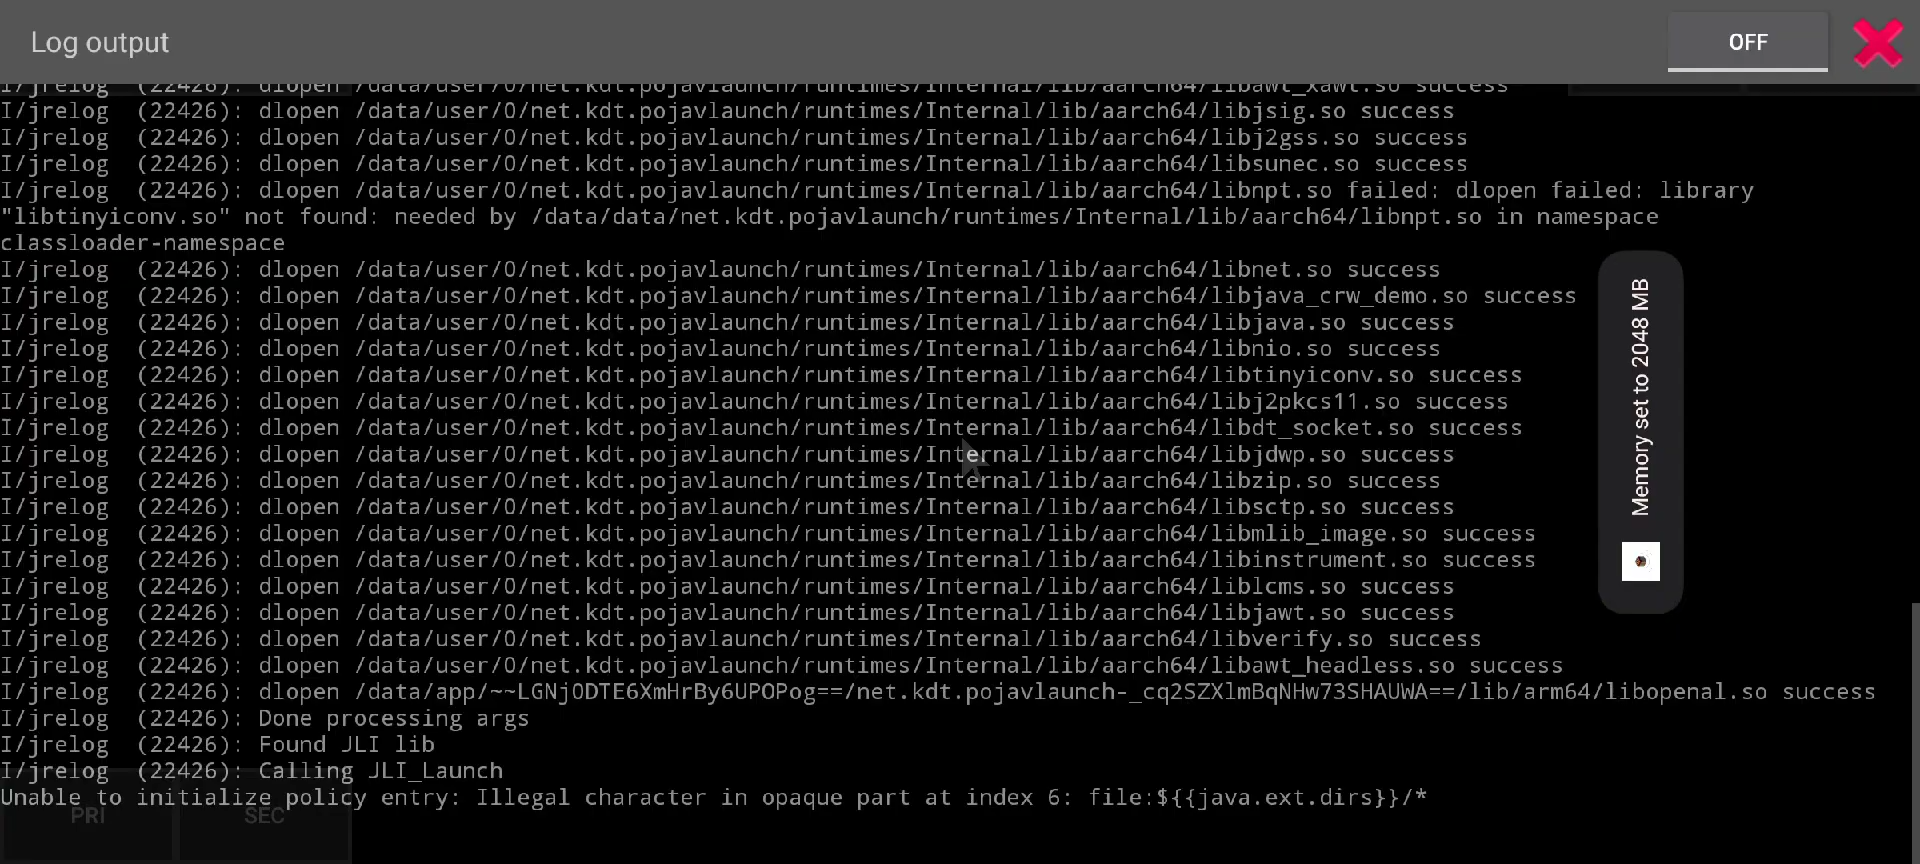 Log output
OFF
I/jrelog (22426): dlopen /data/user/0/net.kdt.pojavlaunch/runtimes/Internal/lib/aarch64/libawt_xawt.so success
I/jrelog (22426): dlopen /data/user/0/net.kdt.pojavlaunch/runtimes/Internal/lib/aarch64/libjsig.so success
I/jrelog (22426): dlopen /data/user/0/net.kdt.pojavlaunch/runtimes/Internal/lib/aarch64/libj2gss.so success
I/jrelog (22426): dlopen /data/user/0/net.kdt.pojavlaunch/runtimes/Internal/lib/aarch64/libsunec.so success
I/jrelog (22426): dlopen /data/user/0/net.kdt.pojavlaunch/runtimes/Internal/lib/aarch64/libnpt.so failed: dlopen failed: library
"libtinyiconv.so" not found: needed by /data/data/net.kdt.pojavlaunch/runtimes/Internal/lib/aarch64/libnpt.so in namespace
classloader-namespace
I/jrelog (22426): dlopen /data/user/0/net.kdt.pojavlaunch/runtimes/Internal/lib/aarch64/libnet.so success
I/jrelog (22426): dlopen /data/user/0/net.kdt.pojavlaunch/runtimes/Internal/lib/aarch64/libjava_crw_demo.so success
I/jrelog (22426): dlopen /data/user/0/net.kdt.pojavlaunch/runtimes/Internal/lib/aarch64/libjava.so success
I/jrelog (22426): dlopen /data/user/0/net.kdt.pojavlaunch/runtimes/Internal/lib/aarch64/libnio.so success
I/jrelog (22426): dlopen /data/user/0/net.kdt.pojavlaunch/runtimes/Internal/lib/aarch64/libtinyiconv.so success
I/jrelog (22426): dlopen /data/user/0/net.kdt.pojavlaunch/runtimes/Internal/lib/aarch64/libj2pkcs11.so success
I/jrelog (22426): dlopen /data/user/0/net.kdt.pojavlaunch/runtimes/Internal/lib/aarch64/libdt_socket.so success
I/jrelog (22426): dlopen /data/user/0/net.kdt.pojavlaunch/runtimes/Internal/lib/aarch64/libjdwp.so success
I/jrelog (22426): dlopen /data/user/0/net.kdt.pojavlaunch/runtimes/Internal/lib/aarch64/libzip.so success
I/jrelog (22426): dlopen /data/user/0/net.kdt.pojavlaunch/runtimes/Internal/lib/aarch64/libsctp.so success
I/jrelog (22426): dlopen /data/user/0/net.kdt.pojavlaunch/runtimes/Internal/lib/aarch64/libmlib_image.so success
I/jrelog (22426): dlopen /data/user/0/net.kdt.pojavlaunch/runtimes/Internal/lib/aarch64/libinstrument.so success
I/jrelog (22426): dlopen /data/user/0/net.kdt.pojavlaunch/runtimes/Internal/lib/aarch64/liblcms.so success
I/jrelog (22426): dlopen /data/user/0/net.kdt.pojavlaunch/runtimes/Internal/lib/aarch64/libjawt.so success
I/jrelog (22426): dlopen /data/user/0/net.kdt.pojavlaunch/runtimes/Internal/lib/aarch64/libverify.so success
I/jrelog (22426): dlopen /data/user/0/net.kdt.pojavlaunch/runtimes/Internal/lib/aarch64/libawt_headless.so success
I/jrelog (22426): dlopen /data/app/~~LGNjODTE6XmHrBy6UPOPog==/net.kdt.pojavlaunch-_cq2SZXlmBqNHw73SHAUWA==/lib/arm64/libopenal.so success
I/jrelog (22426): Done processing args
I/jrelog (22426): Found JLI lib
I/jrelog (22426): Calling JLI_Launch
Unable to initialize policy entry: Illegal character in opaque part at index 6: file:${{java.ext.dirs}}/*
PRI
SEC
Memory set to 2048 MB